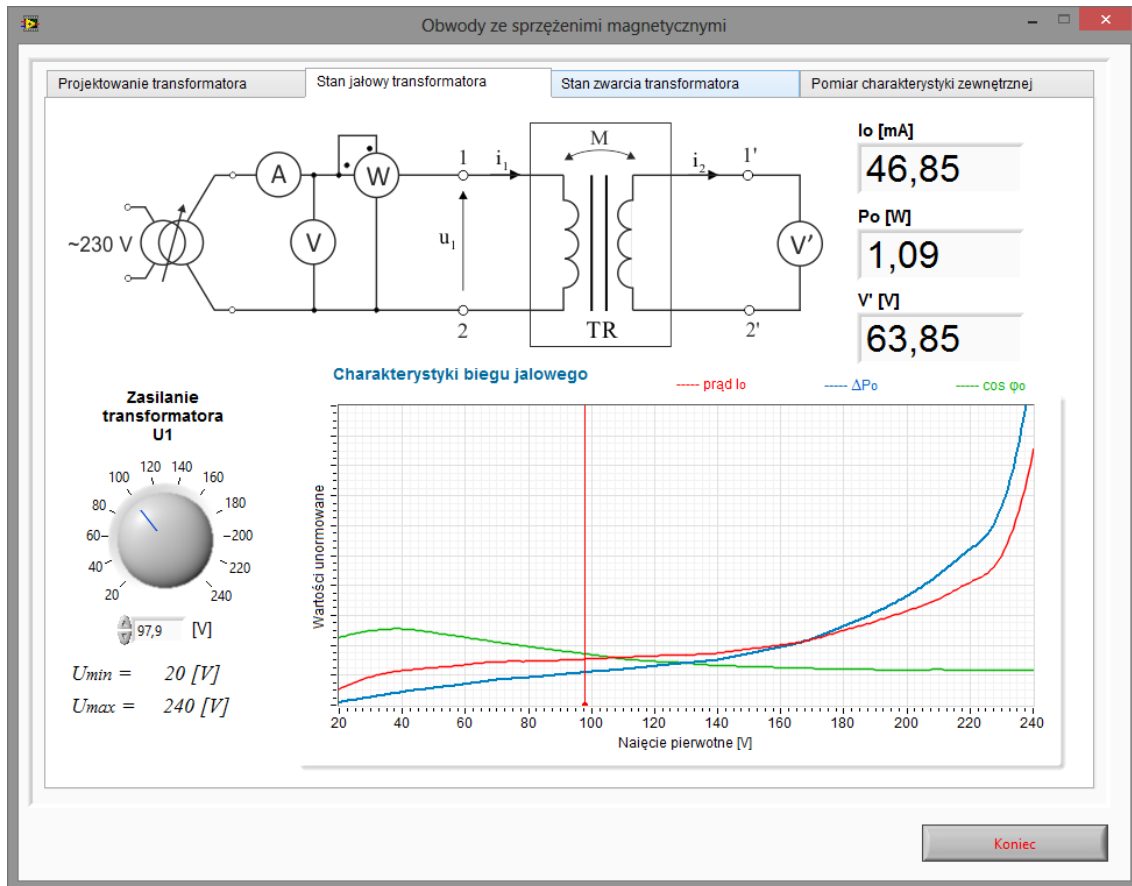 Obwody ze sprzężenimi magnetycznymi
Projektowanie transformatora
Stan jałowy transformatora
Stan zwarcia transformatora
Pomiar charakterystyki zewnętrznej
~230 V
A
V
W
1
i1
u1
2
M
TR
i2
1'
V'
2'
Io [mA]
46,85
Po [W]
1,09
V' [V]
63,85
Zasilanie
transformatora
U1
20
40
60
80
100
120
140
160
180
200
220
240
97,9 [V]
Umin = 20 [V]
Umax = 240 [V]
Charakterystyki biegu jalowego
----- prąd Io
----- ΔPo
----- cos φo
Wartości unormowane
20 40 60 80 100 120 140 160 180 200 220 240
Naięcie pierwotne [V]
Koniec